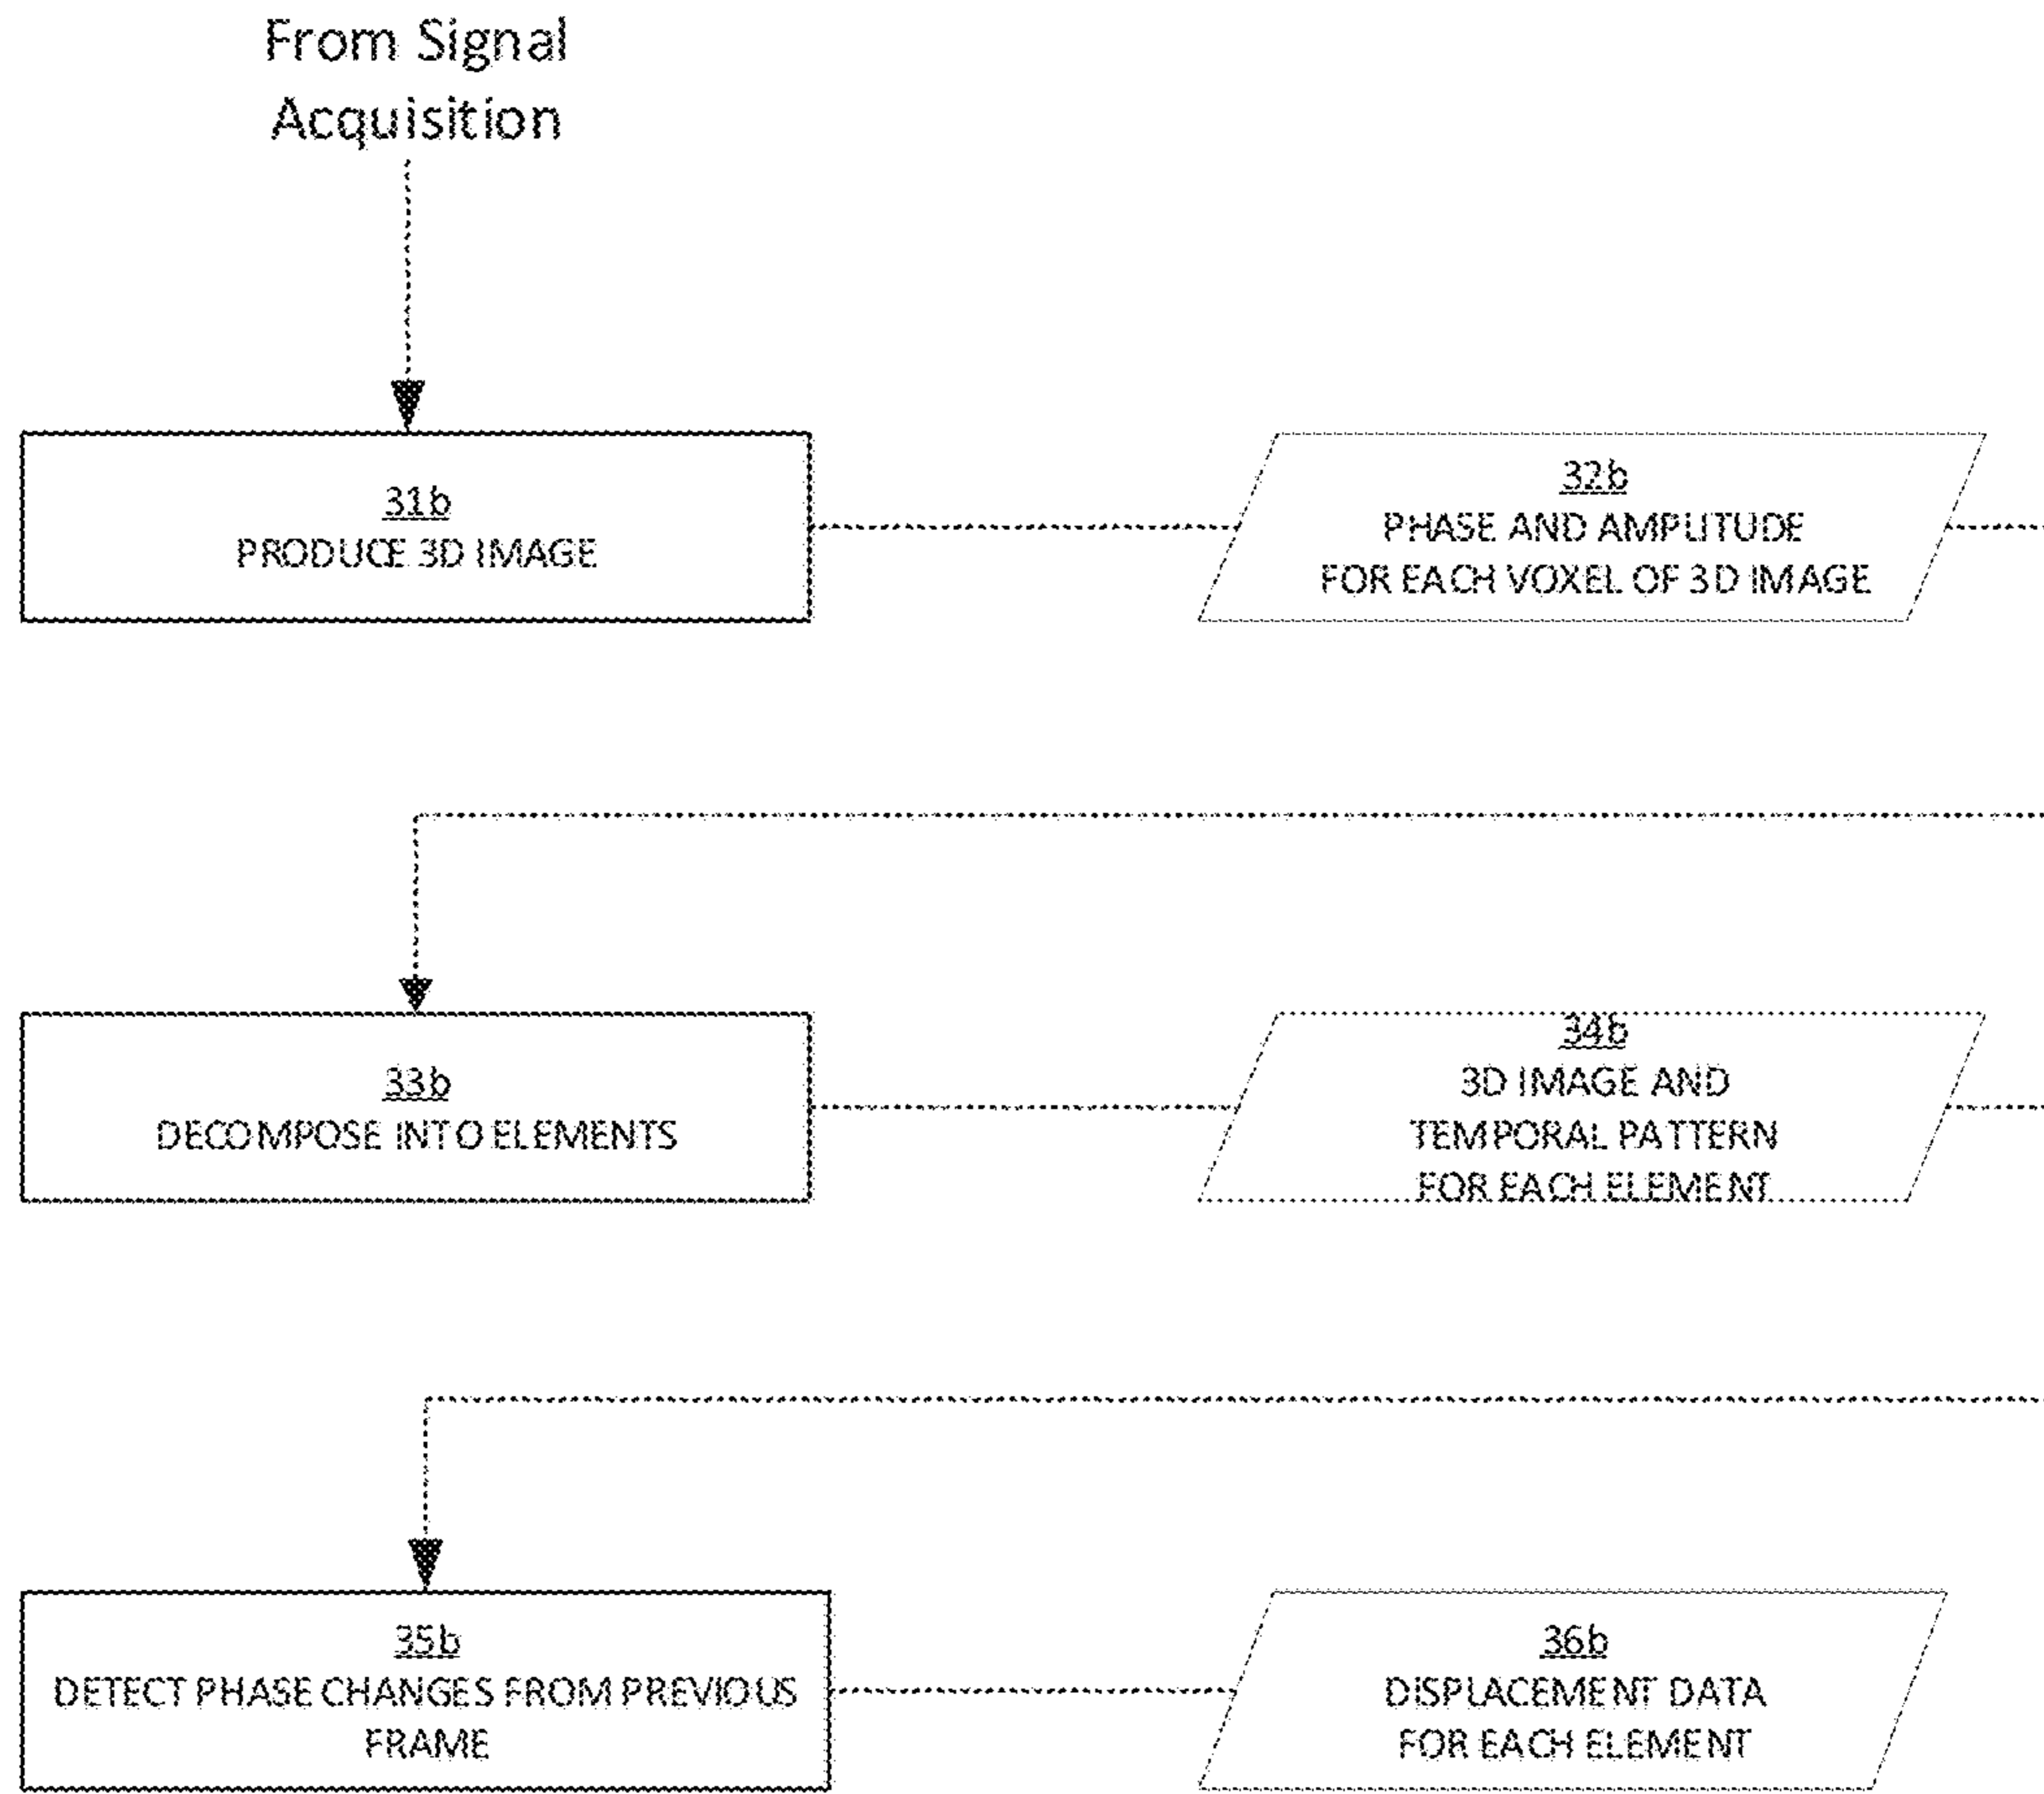 From Signal
Acquisition
31b
PRODUCE 3D IMAGE
32b
PHASE AND AMPLITUDE
FOR EACH VOXEL OF 3D IMAGE
33b
DECOMPOSE INTO ELEMENTS
34b
3D IMAGE AND
TEMPORAL PATTERN
FOR EACH ELEMENT
35b
DETECT PHASE CHANGES FROM PREVIOUS
FRAME
36b
DISPLACEMENT DATA
FOR EACH ELEMENT